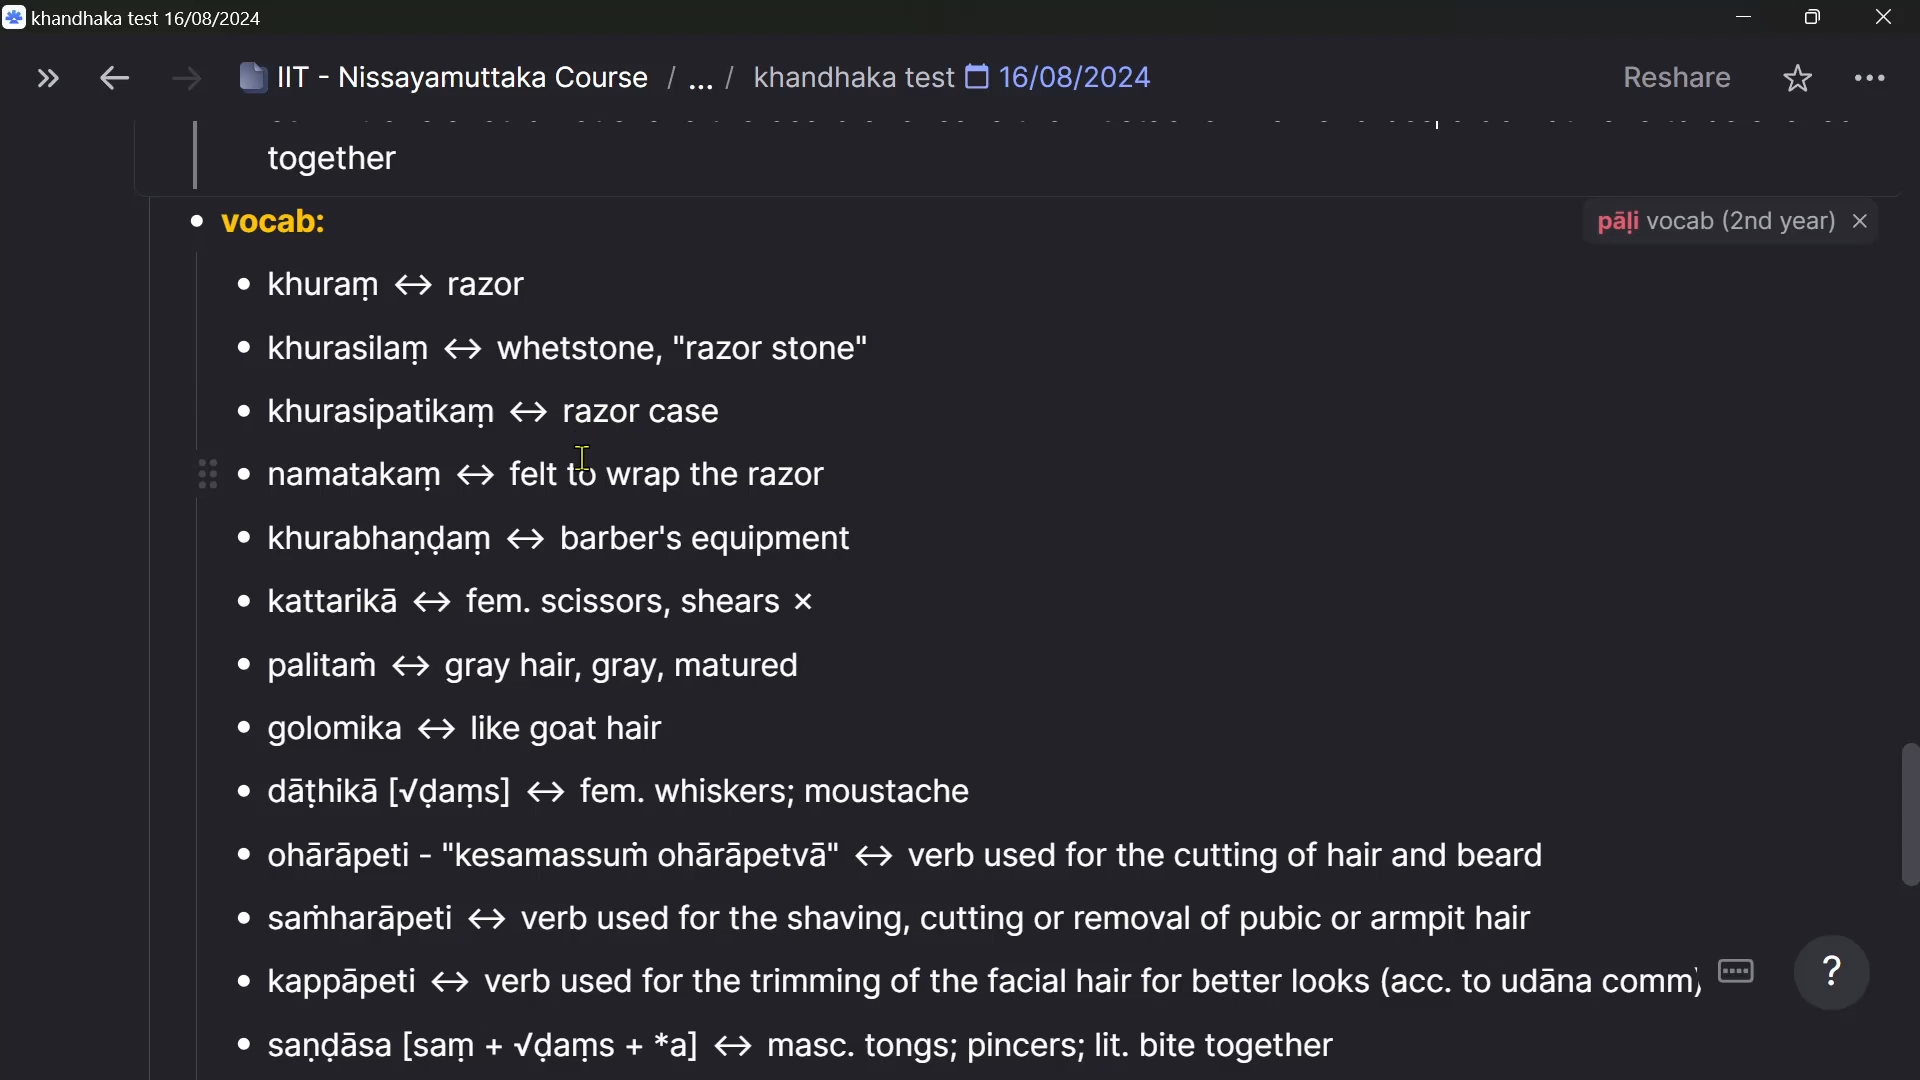 khandhaka test 16/08/2024
IIT - Nissayamuttaka Course / ... / khandhaka test 16/08/2024
Reshare
together
vocab:
pāḷi vocab (2nd year) ×
khuraṃ ↔ razor
khurasilaṃ ↔ whetstone, "razor stone"
khurasipatikaṃ ↔ razor case
namatakaṃ ↔ felt to wrap the razor
khurabhaṇḍaṃ ↔ barber's equipment
kattarikā ↔ fem. scissors, shears ×
palitaṁ ↔ gray hair, gray, matured
golomika ↔ like goat hair
dāṭhikā [√ḍaṃs] ↔ fem. whiskers; moustache
ohārāpeti - "kesamassuṁ ohārāpetvā" ↔ verb used for the cutting of hair and beard
saṁharāpeti ↔ verb used for the shaving, cutting or removal of pubic or armpit hair
kappāpeti ↔ verb used for the trimming of the facial hair for better looks (acc. to udāna comm)
?
saṇḍāsa [saṃ + √ḍaṃs + *a] ↔ masc. tongs; pincers; lit. bite together